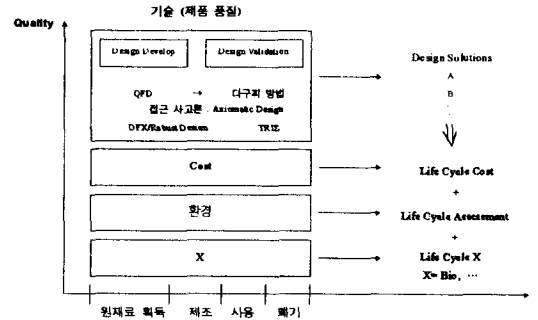 기술 (제품 품질)
Quality
Design Develop
Design Validation
QFD → 다구찌 방법
접근 사고론 . Axiomatic Design
DFX/Robust Design TRIZ
Cost
환경
X
원재료 획득
제조
사용
폐기
Design Solutions
A
B
.
.
Life Cycle Cost
+
Life Cycle Assessment
+
Life Cycle X
X= Bio, ⋯